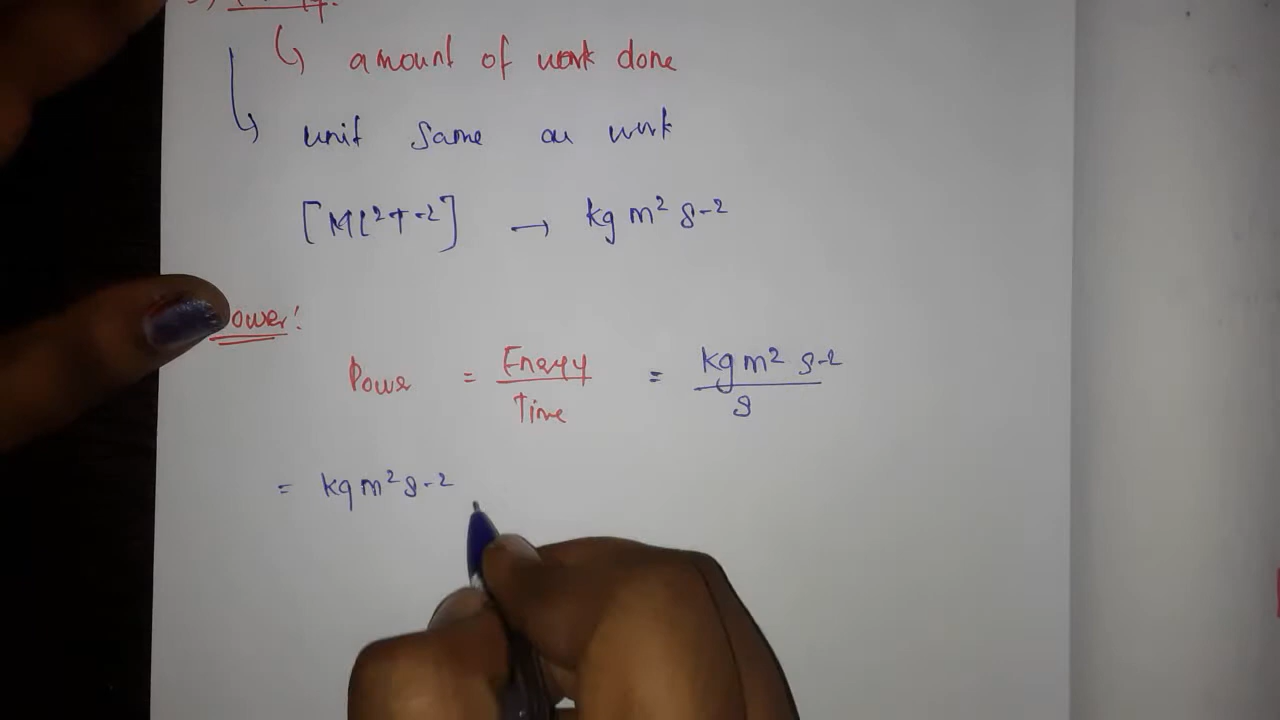 ↳ amount of work done
↳ unit same as work
[ML²T-2] → kg m² s-2
Power!
Power = Energy / Time = kg m² s-2 / s
= kg m² s-2